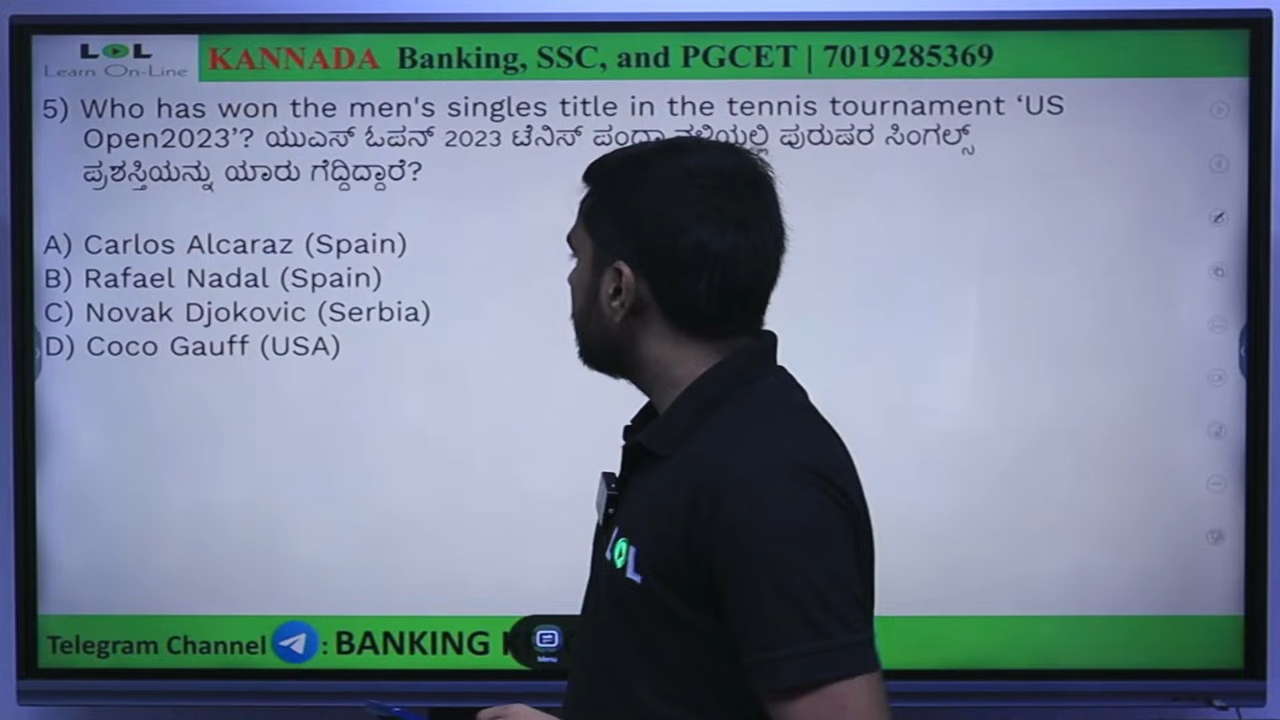 LOL
Learn On-Line
KANNADA Banking, SSC, and PGCET | 7019285369
5) Who has won the men's singles title in the tennis tournament ‘US
Open2023’? ಯುಎಸ್ ಓಪನ್ 2023 ಟೆನಿಸ್ ಪುರುಷರ ಸಿಂಗಲ್ಸ್
ಪ್ರಶಸ್ತಿಯನ್ನು ಯಾರು ಗೆದ್ದಿದ್ದಾರೆ?
A) Carlos Alcaraz (Spain)
B) Rafael Nadal (Spain)
C) Novak Djokovic (Serbia)
D) Coco Gauff (USA)
LOL
Telegram Channel : BANKING
Menu